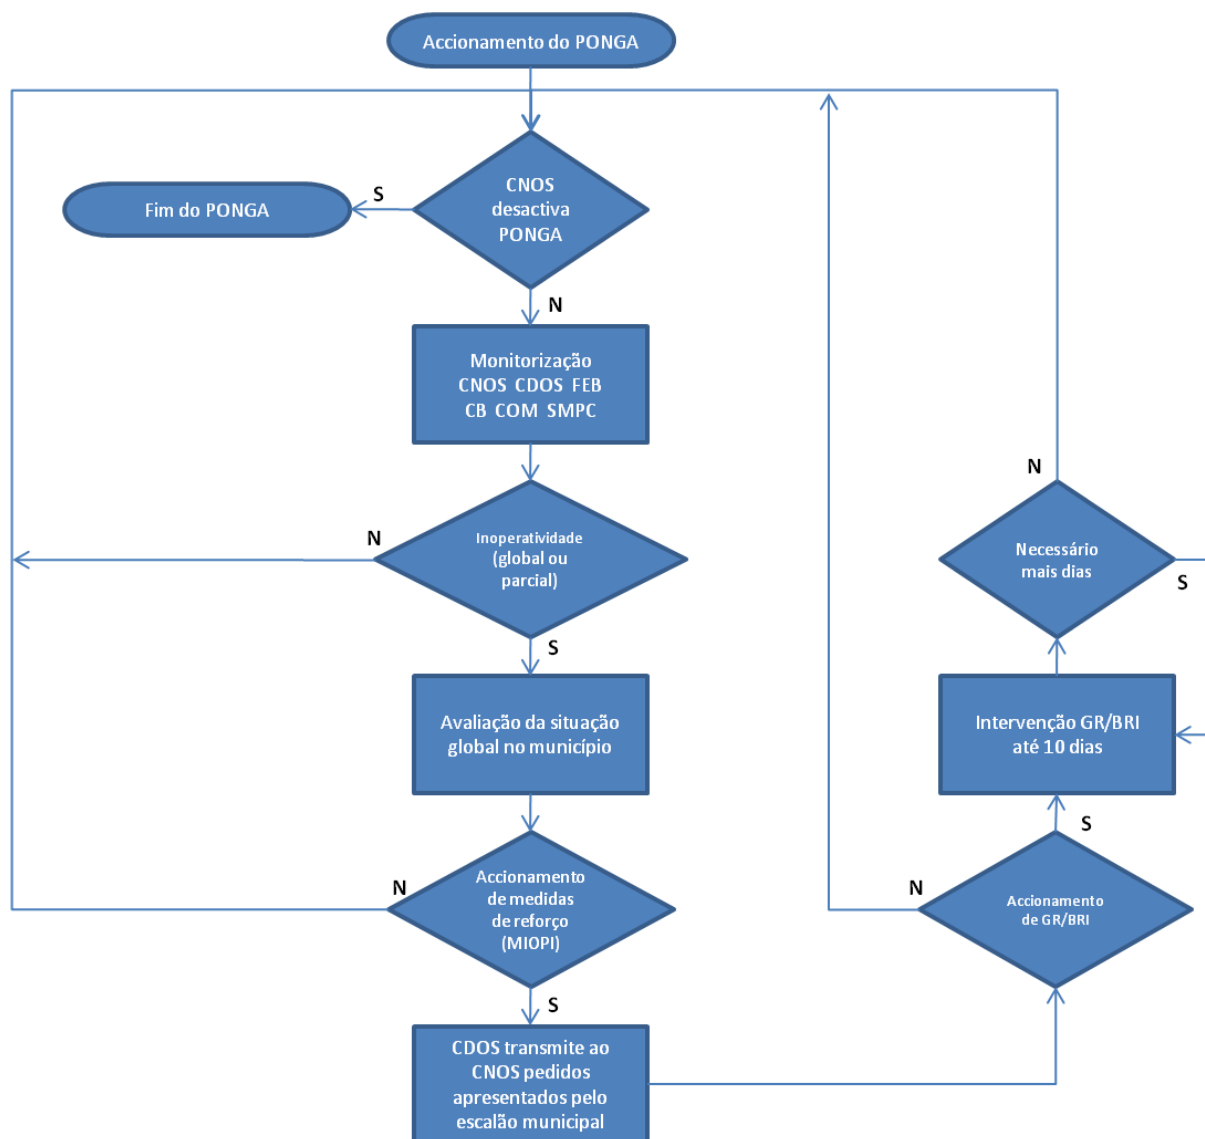 Accionamento do PONGA
CNOS
desactiva
PONGA
S
Fim do PONGA
N
Monitorização
CNOS CDOS FEB
CB COM SMPC
N
Inoperatividade
(global ou
parcial)
S
Avaliação da situação
global no município
N
Accionamento
de medidas
de reforço
(MIOPI)
S
CDOS transmite ao
CNOS pedidos
apresentados pelo
escalão municipal
N
Necessário
mais dias
S
Intervenção GR/BRI
até 10 dias
S
N
Accionamento
de GR/BRI